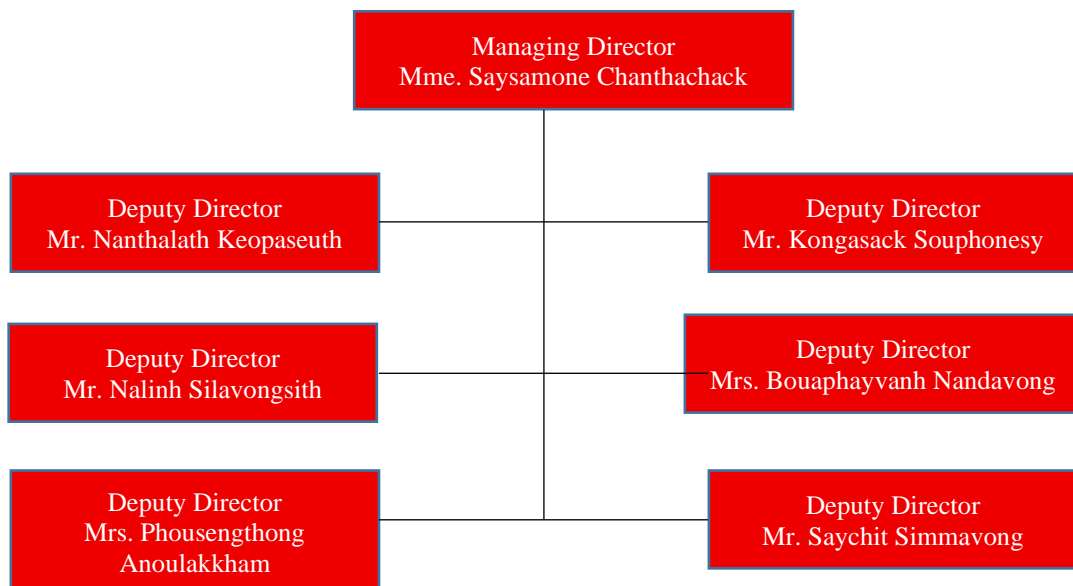 Managing Director
Mme. Saysamone Chanthachack
Deputy Director
Mr. Nanthalath Keopaseuth
Deputy Director
Mr. Kongasack Souphonesy
Deputy Director
Mr. Nalinh Silavongsith
Deputy Director
Mrs. Bouaphayvanh Nandavong
Deputy Director
Mrs. Phousengthong
Anoulakkham
Deputy Director
Mr. Saychit Simmavong